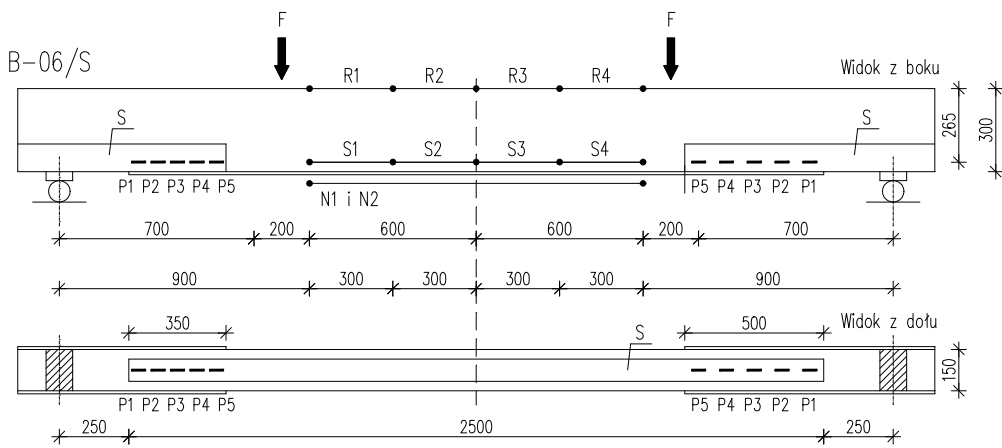 F F
B-06/S
Widok z boku
R1 R2 R3 R4
S S
265
300
S1 S2 S3 S4
P1 P2 P3 P4 P5
P5 P4 P3 P2 P1
N1 i N2
700 200 600 600 200 700
900 300 300 300 300 900
350 500
Widok z dołu
S
150
P1 P2 P3 P4 P5
P5 P4 P3 P2 P1
250 2500 250